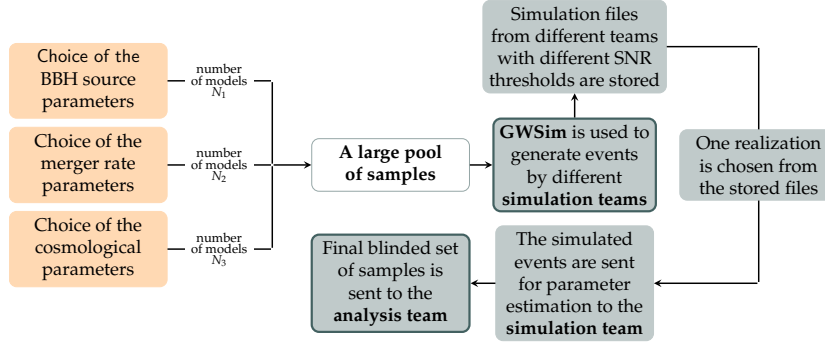 Choice of the
BBH source
parameters
number
of models
N₁
Choice of the
merger rate
parameters
number
of models
N₂
Choice of the
cosmological
parameters
number
of models
N₃
A large pool
of samples
GWSim is used to
generate events
by different
simulation teams
Simulation files
from different teams
with different SNR
thresholds are stored
One realization
is chosen from
the stored files
The simulated
events are sent
for parameter
estimation to the
simulation team
Final blinded set
of samples is
sent to the
analysis team